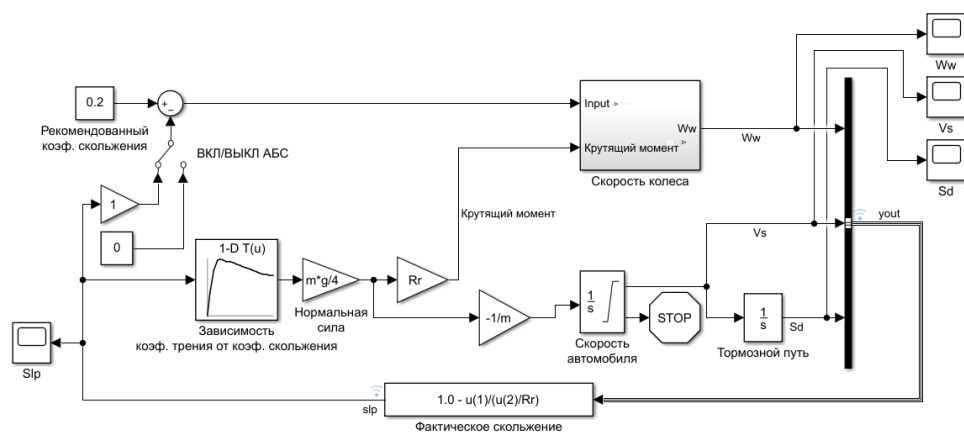 Ww
Vs
Sd
0.2
Рекомендованный
коэф. скольжения
+
_
ВКЛ/ВЫКЛ АБС
1
0
Input
Крутящий момент
Ww
Скорость колеса
Ww
Крутящий момент
1-D T(u)
Зависимость
коэф. трения от коэф. скольжения
m*g/4
Нормальная
сила
Rr
-1/m
1
s
Скорость
автомобиля
STOP
Vs
1
s
Sd
Тормозной путь
yout
Slp
slp
1.0 - u(1)/(u(2)/Rr)
Фактическое скольжение